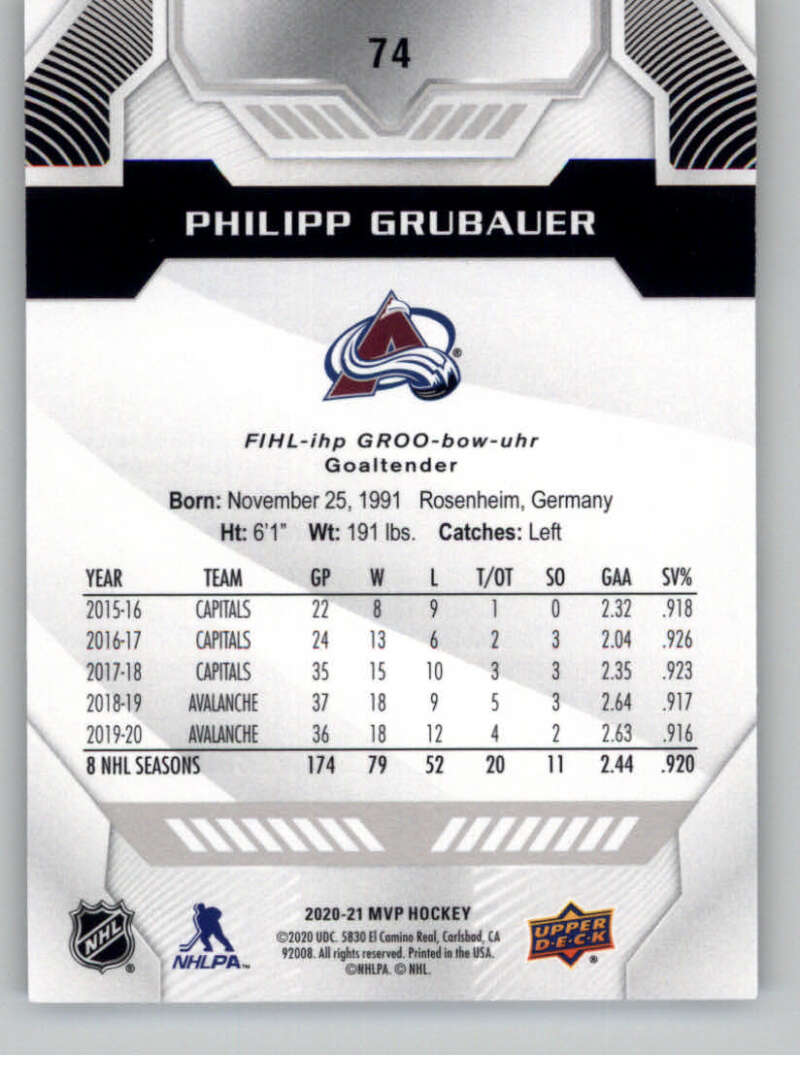 74
PHILIPP GRUBAUER
®
FIHL-ihp GROO-bow-uhr
Goaltender
Born: November 25, 1991 Rosenheim, Germany
Ht: 6'1" Wt: 191 lbs. Catches: Left
YEAR TEAM GP W L T/OT SO GAA SV%
2015-16 CAPITALS 22 8 9 1 0 2.32 .918
2016-17 CAPITALS 24 13 6 2 3 2.04 .926
2017-18 CAPITALS 35 15 10 3 3 2.35 .923
2018-19 AVALANCHE 37 18 9 5 3 2.64 .917
2019-20 AVALANCHE 36 18 12 4 2 2.63 .916
8 NHL SEASONS 174 79 52 20 11 2.44 .920
NHL ®
NHLPA™
2020-21 MVP HOCKEY
©2020 UDC. 5830 El Camino Real, Carlsbad, CA
92008. All rights reserved. Printed in the USA.
©NHLPA. © NHL.
UPPER
D·E·C·K ®